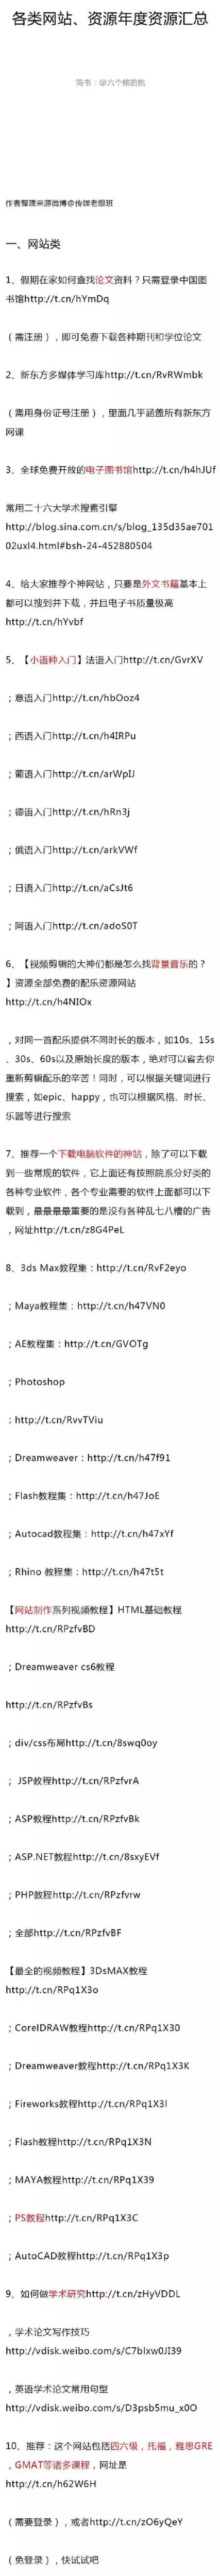 各类网站、资源年度资源汇总
简书：@六个核的桃
作者整理来源微博@传媒老跟班
一、网站类
1、假期在家如何查找论文资料？只需登录中国图
书馆http://t.cn/hYmDq
（需注册），即可免费下载各种期刊和学位论文
2、新东方多媒体学习库http://t.cn/RvRWmbk
（需用身份证号注册），里面几乎涵盖所有新东方
网课
3、全球免费开放的电子图书馆http://t.cn/h4hJUf
常用二十六大学术搜素引擎
http://blog.sina.com.cn/s/blog_135d35ae701
02uxl4.html#bsh-24-452880504
4、给大家推荐个神网站，只要是外文书籍基本上
都可以搜到并下载，并且电子书质量极高
http://t.cn/hYvbf
5、【小语种入门】法语入门http://t.cn/GvrXV
；意语入门http://t.cn/hbOoz4
；西语入门http://t.cn/h4IRPu
；葡语入门http://t.cn/arWpIJ
；德语入门http://t.cn/hRn3j
；俄语入门http://t.cn/arkVWf
；日语入门http://t.cn/aCsJt6
；阿语入门http://t.cn/adoS0T
6、【视频剪辑的大神们都是怎么找背景音乐的？
】资源全部免费的配乐资源网站
http://t.cn/h4NIOx
，对同一首配乐提供不同时长的版本，如10s、15s
、30s、60s以及原始长度的版本，绝对可以省去你
重新剪辑配乐的辛苦！同时，可以根据关键词进行
搜索，如epic、happy，也可以根据风格、时长、
乐器等进行搜索
7、推荐一个下载电脑软件的神站，除了可以下载
到一些常规的软件，它上面还有按照院系分好类的
各种专业软件，各个专业需要的软件上面都可以下
载到，最最最最重要的是没有各种乱七八糟的广告
，网址http://t.cn/z8G4PeL
8、3ds Max教程集：http://t.cn/RvF2eyo
；Maya教程集：http://t.cn/h47VN0
；AE教程集：http://t.cn/GVOTg
；Photoshop
：http://t.cn/RvvTViu
；Dreamweaver：http://t.cn/h47f91
；Flash教程集：http://t.cn/h47JoE
；Autocad教程集：http://t.cn/h47xYf
；Rhino 教程集：http://t.cn/h47t5t
【网站制作系列视频教程】HTML基础教程
http://t.cn/RPzfvBD
；Dreamweaver cs6教程
http://t.cn/RPzfvBs
；div/css布局http://t.cn/8swq0oy
； JSP教程http://t.cn/RPzfvrA
；ASP教程http://t.cn/RPzfvBk
；ASP.NET教程http://t.cn/8sxyEVf
；PHP教程http://t.cn/RPzfvrw
；全部http://t.cn/RPzfvBF
【最全的视频教程】3DsMAX教程
http://t.cn/RPq1X3o
；CorelDRAW教程http://t.cn/RPq1X30
；Dreamweaver教程http://t.cn/RPq1X3K
；Fireworks教程http://t.cn/RPq1X3l
；Flash教程http://t.cn/RPq1X3N
；MAYA教程http://t.cn/RPq1X39
；PS教程http://t.cn/RPq1X3C
；AutoCAD教程http://t.cn/RPq1X3p
9、如何做学术研究http://t.cn/zHyVDDL
，学术论文写作技巧
http://vdisk.weibo.com/s/C7blxw0JI39
，英语学术论文常用句型
http://vdisk.weibo.com/s/D3psb5mu_x0O
10、推荐：这个网站包括四六级，托福，雅思GRE
，GMAT等诸多课程，网址是
http://t.cn/h62W6H
（需要登录），或者http://t.cn/zO6yQeY
（免登录），快试试吧